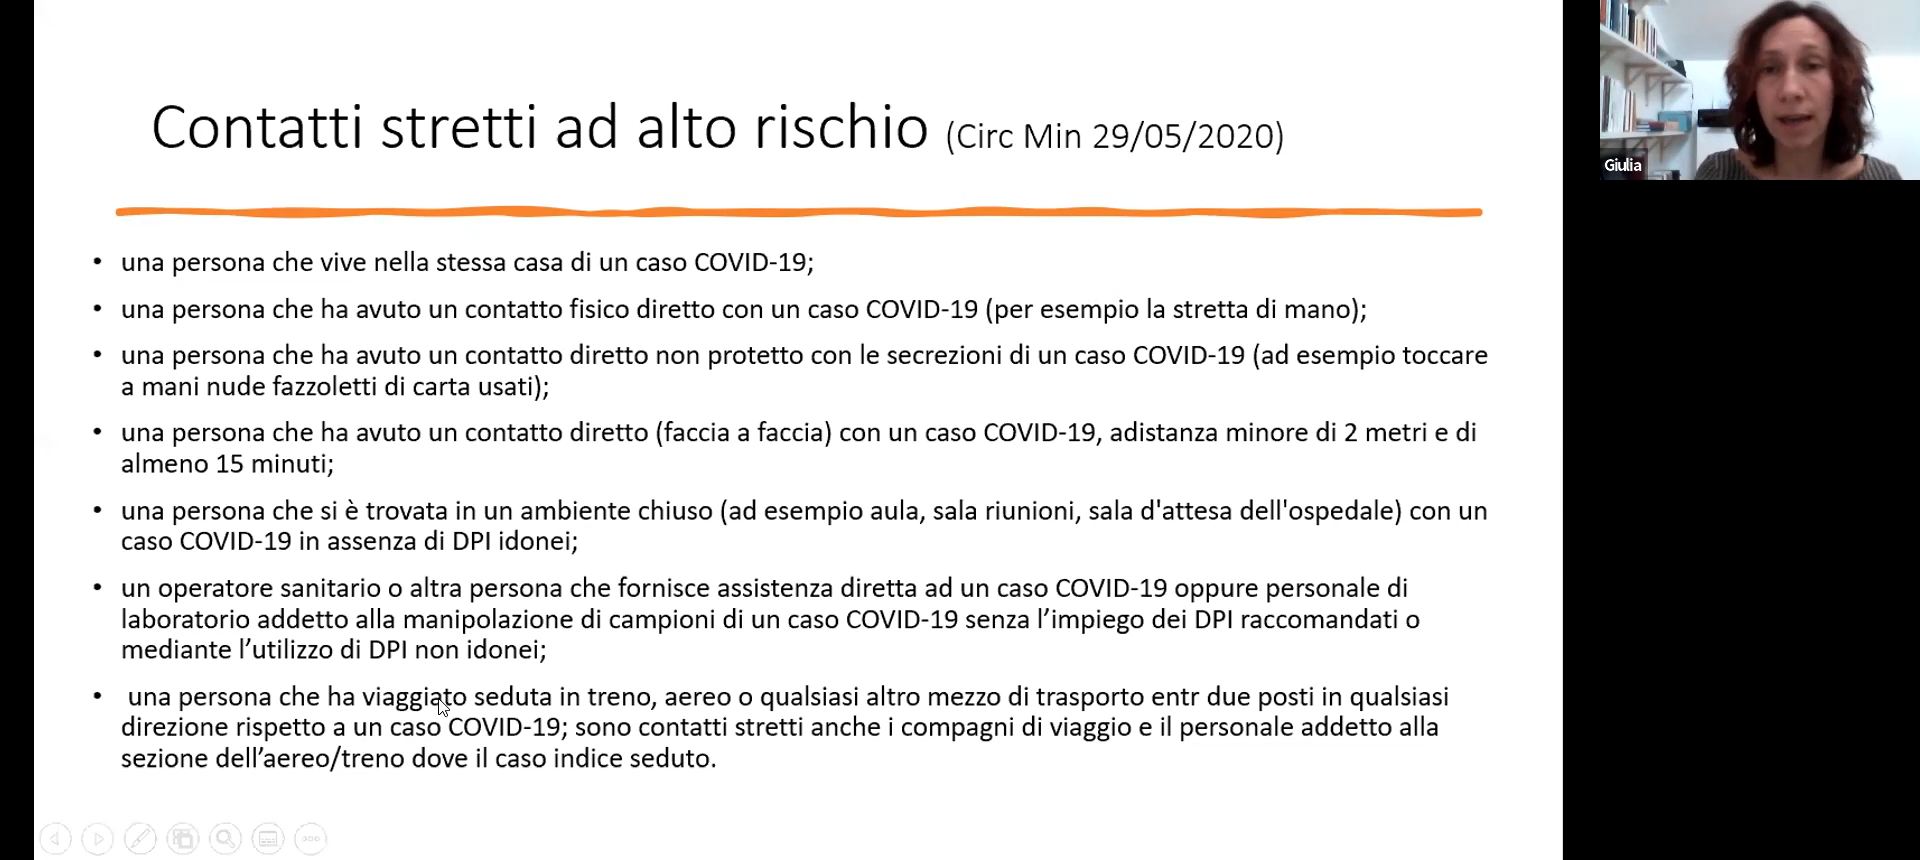 Contatti stretti ad alto rischio (Circ Min 29/05/2020)
• una persona che vive nella stessa casa di un caso COVID-19;
• una persona che ha avuto un contatto fisico diretto con un caso COVID-19 (per esempio la stretta di mano);
• una persona che ha avuto un contatto diretto non protetto con le secrezioni di un caso COVID-19 (ad esempio toccare
a mani nude fazzoletti di carta usati);
• una persona che ha avuto un contatto diretto (faccia a faccia) con un caso COVID-19, adistanza minore di 2 metri e di
almeno 15 minuti;
• una persona che si è trovata in un ambiente chiuso (ad esempio aula, sala riunioni, sala d'attesa dell'ospedale) con un
caso COVID-19 in assenza di DPI idonei;
• un operatore sanitario o altra persona che fornisce assistenza diretta ad un caso COVID-19 oppure personale di
laboratorio addetto alla manipolazione di campioni di un caso COVID-19 senza l’impiego dei DPI raccomandati o
mediante l’utilizzo di DPI non idonei;
• una persona che ha viaggiato seduta in treno, aereo o qualsiasi altro mezzo di trasporto entr due posti in qualsiasi
direzione rispetto a un caso COVID-19; sono contatti stretti anche i compagni di viaggio e il personale addetto alla
sezione dell’aereo/treno dove il caso indice seduto.
Giulia